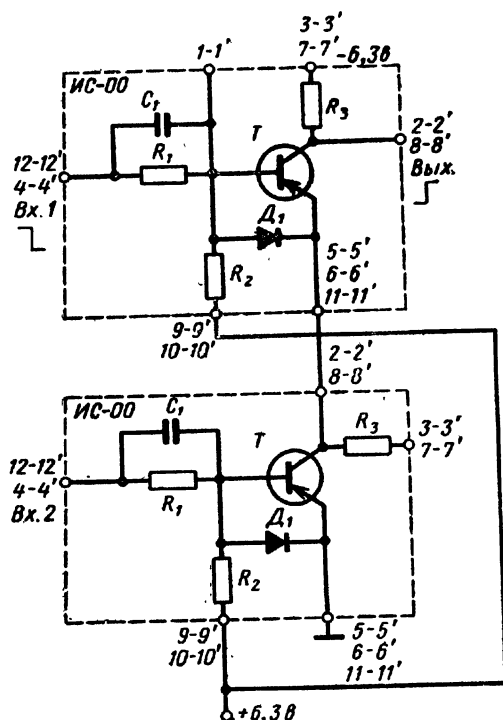 1-1'
3-3'
7-7'
-6,3в
ИС-00
C₁
R₁
T
R₃
2-2'
8-8'
Вых.
12-12'
4-4'
Вх. 1
Д₁
R₂
5-5'
6-6'
11-11'
9-9'
10-10'
2-2'
8-8'
ИС-00
C₁
T
R₃
3-3'
7-7'
12-12'
4-4'
Вх. 2
R₁
Д₁
R₂
9-9'
10-10'
5-5'
6-6'
11-11'
+6,3в